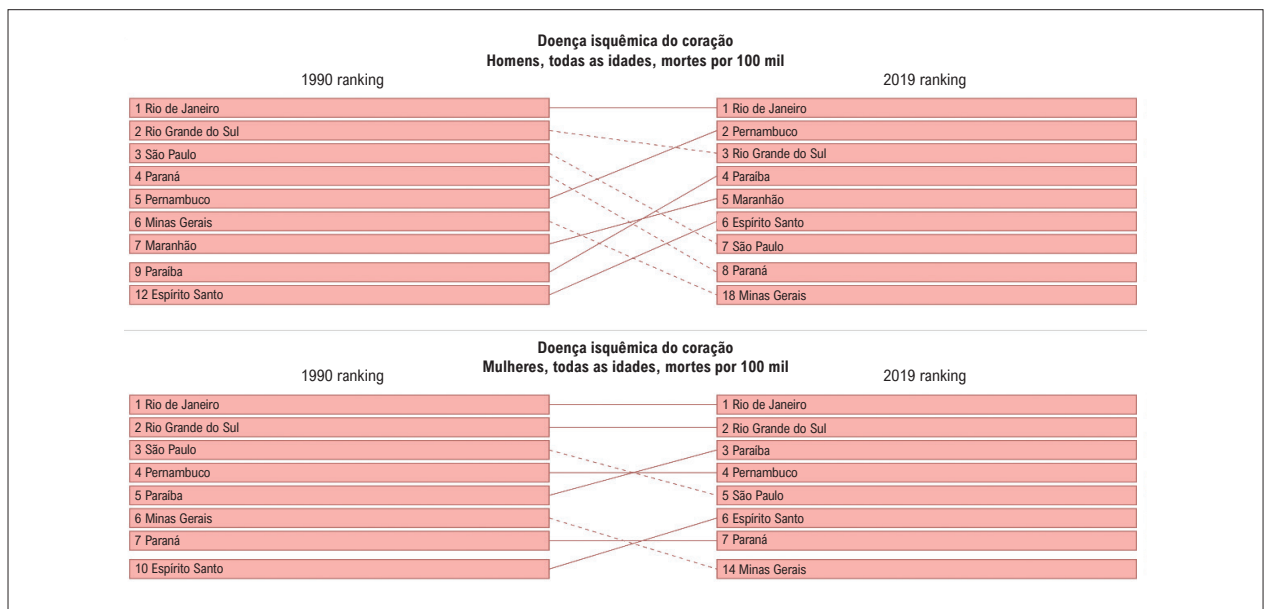 Doença isquêmica do coração
Homens, todas as idades, mortes por 100 mil
1990 ranking
2019 ranking
1 Rio de Janeiro
1 Rio de Janeiro
2 Rio Grande do Sul
2 Pernambuco
3 São Paulo
3 Rio Grande do Sul
4 Paraná
4 Paraíba
5 Pernambuco
5 Maranhão
6 Minas Gerais
6 Espírito Santo
7 Maranhão
7 São Paulo
9 Paraíba
8 Paraná
12 Espírito Santo
18 Minas Gerais
Doença isquêmica do coração
Mulheres, todas as idades, mortes por 100 mil
1990 ranking
2019 ranking
1 Rio de Janeiro
1 Rio de Janeiro
2 Rio Grande do Sul
2 Rio Grande do Sul
3 São Paulo
3 Paraíba
4 Pernambuco
4 Pernambuco
5 Paraíba
5 São Paulo
6 Minas Gerais
6 Espírito Santo
7 Paraná
7 Paraná
10 Espírito Santo
14 Minas Gerais